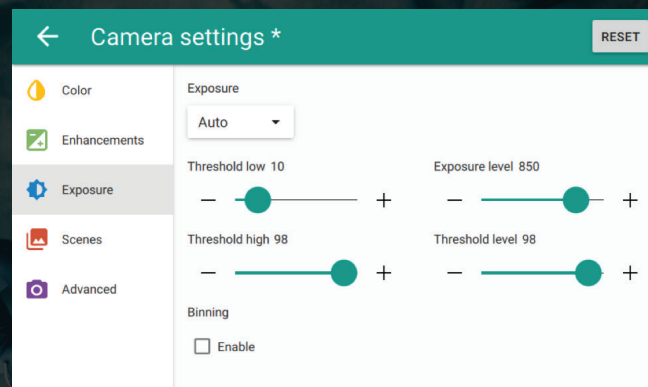 Camera settings *
RESET
Color
Enhancements
Exposure
Scenes
Advanced
Exposure
Auto
Threshold low 10
Exposure level 850
Threshold high 98
Threshold level 98
Binning
Enable